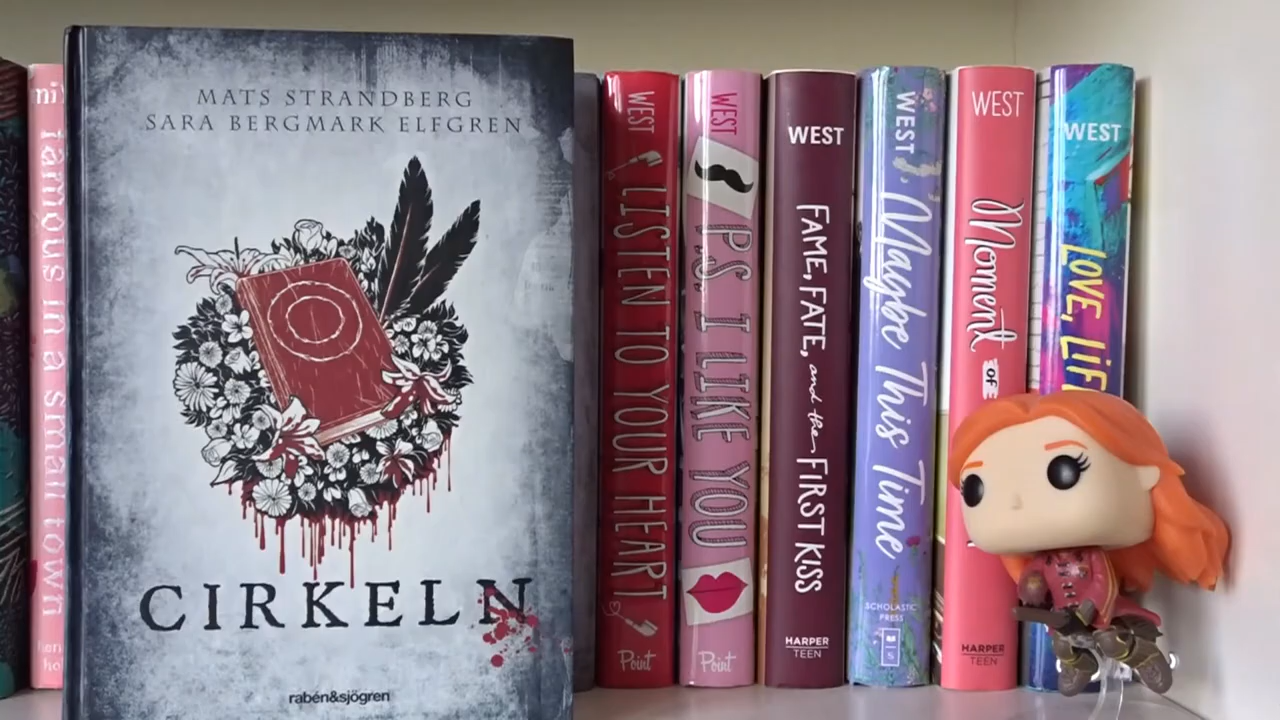 famous in a small town
MATS STRANDBERG
SARA BERGMARK ELFGREN
CIRKELN
rabén&sjögren
WEST
LISTEN TO YOUR HEART
Point
WEST
P.S. I LIKE YOU
Point
WEST
FAME, FATE, and the FIRST KISS
HARPER
TEEN
WEST
Maybe This Time
SCHOLASTIC
PRESS
WEST
Moment
OF
HARPER
TEEN
WEST
LOVE,